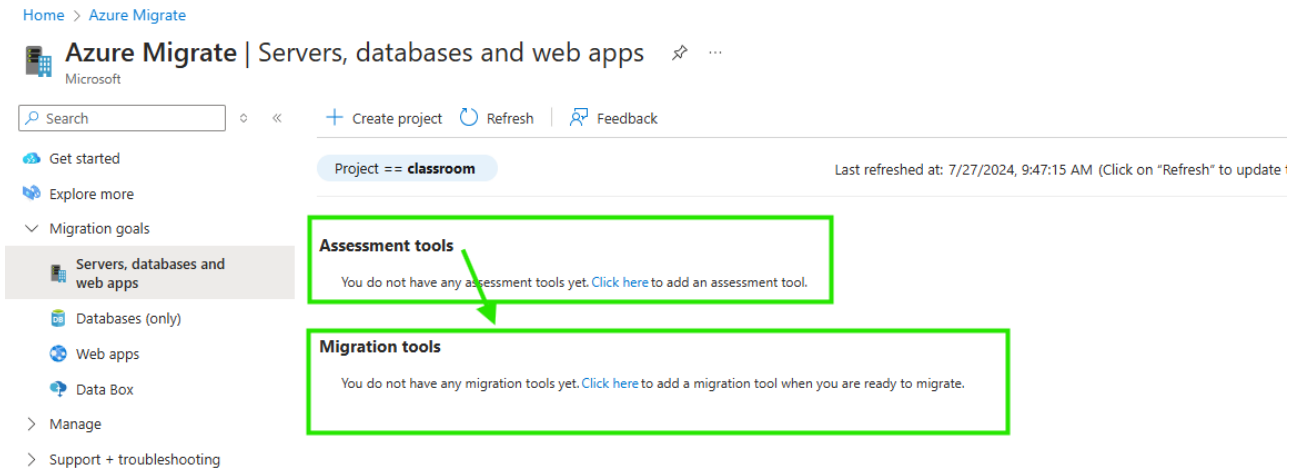 Home > Azure Migrate
Azure Migrate | Servers, databases and web apps ...
Microsoft
Search
Create project Refresh Feedback
Get started
Project == classroom
Last refreshed at: 7/27/2024, 9:47:15 AM (Click on "Refresh" to update
Explore more
Migration goals
Servers, databases and
web apps
Databases (only)
Web apps
Data Box
Manage
Support + troubleshooting
Assessment tools
You do not have any assessment tools yet. Click here to add an assessment tool.
Migration tools
You do not have any migration tools yet. Click here to add a migration tool when you are ready to migrate.